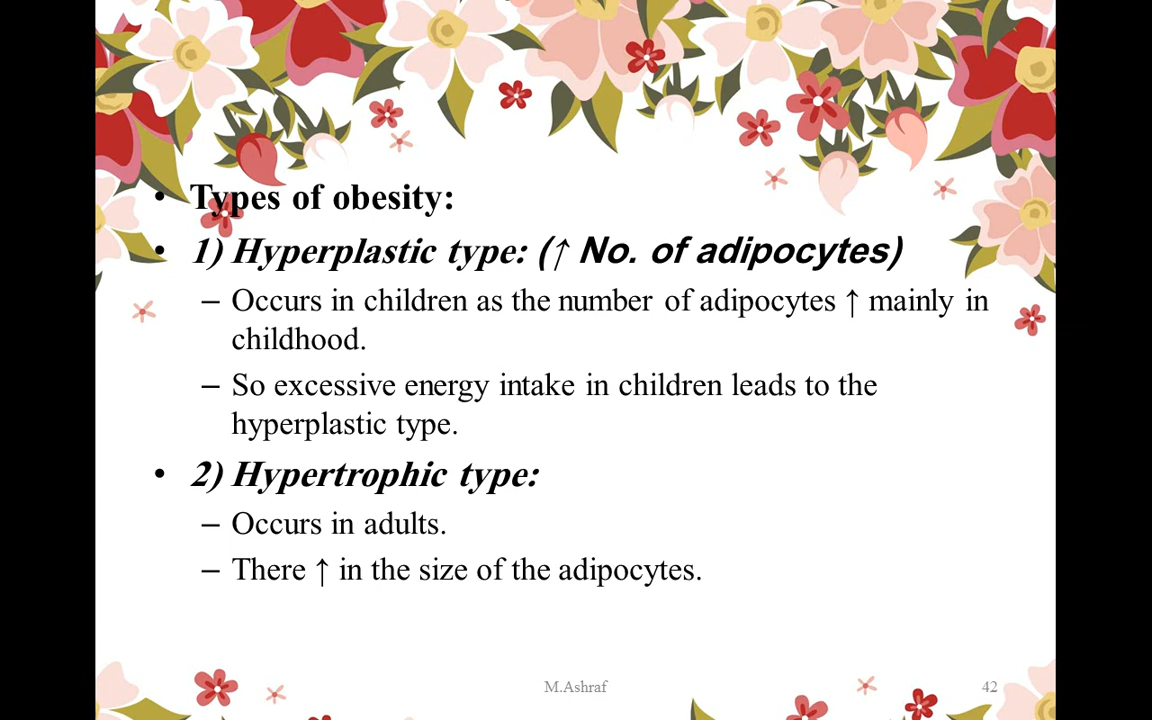 • Types of obesity:
• 1) Hyperplastic type: (↑ No. of adipocytes)
– Occurs in children as the number of adipocytes ↑ mainly in
childhood.
– So excessive energy intake in children leads to the
hyperplastic type.
• 2) Hypertrophic type:
– Occurs in adults.
– There ↑ in the size of the adipocytes.
M.Ashraf
42